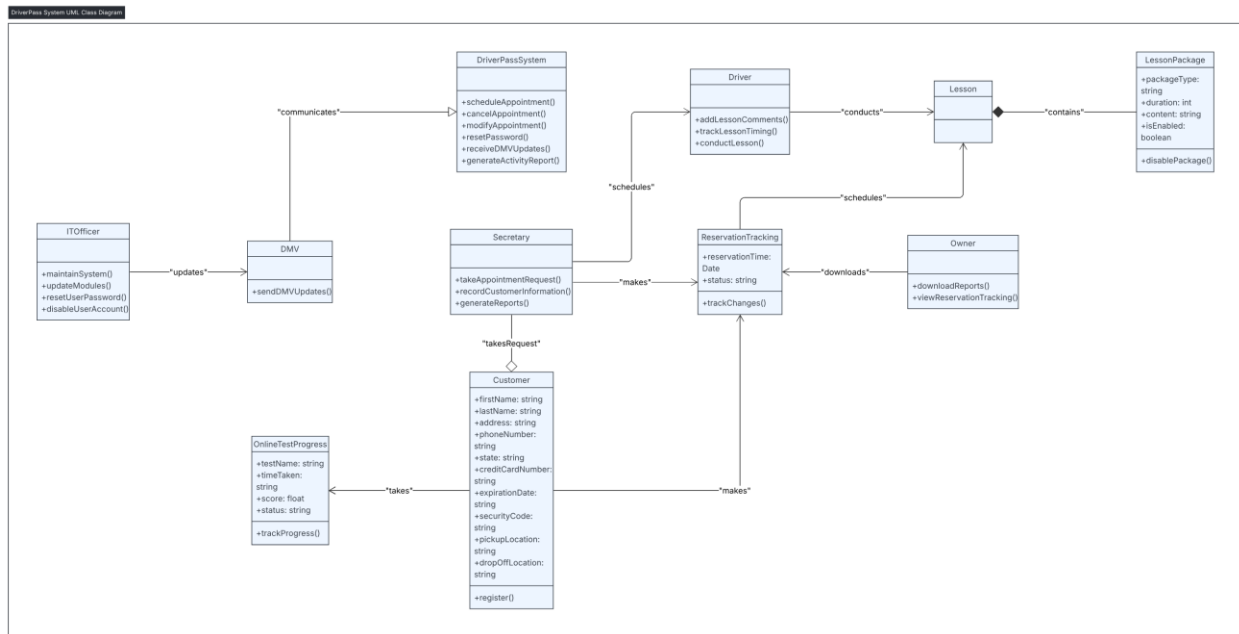 DriverPass System UML Class Diagram
DriverPassSystem
+scheduleAppointment()
+cancelAppointment()
+modifyAppointment()
+resetPassword()
+receiveDMVUpdates()
+generateActivityReport()
"communicates"
Driver
+addLessonComments()
+trackLessonTiming()
+conductLesson()
"conducts"
Lesson
"contains"
LessonPackage
+packageType:
string
+duration: int
+content: string
+isEnabled:
boolean
+disablePackage()
"schedules"
"schedules"
ITOfficer
+maintainSystem()
+updateModules()
+resetUserPassword()
+disableUserAccount()
"updates"
DMV
+sendDMVUpdates()
Secretary
+takeAppointmentRequest()
+recordCustomerInformation()
+generateReports()
"makes"
ReservationTracking
+reservationTime:
Date
+status: string
+trackChanges()
"downloads"
Owner
+downloadReports()
+viewReservationTracking()
"takesRequest"
Customer
+firstName: string
+lastName: string
+address: string
+phoneNumber:
string
+state: string
+creditCardNumber:
string
+expirationDate:
string
+securityCode:
string
+pickupLocation:
string
+dropOffLocation:
string
+register()
OnlineTestProgress
+testName: string
+timeTaken:
string
+score: float
+status: string
+trackProgress()
"takes"
"makes"